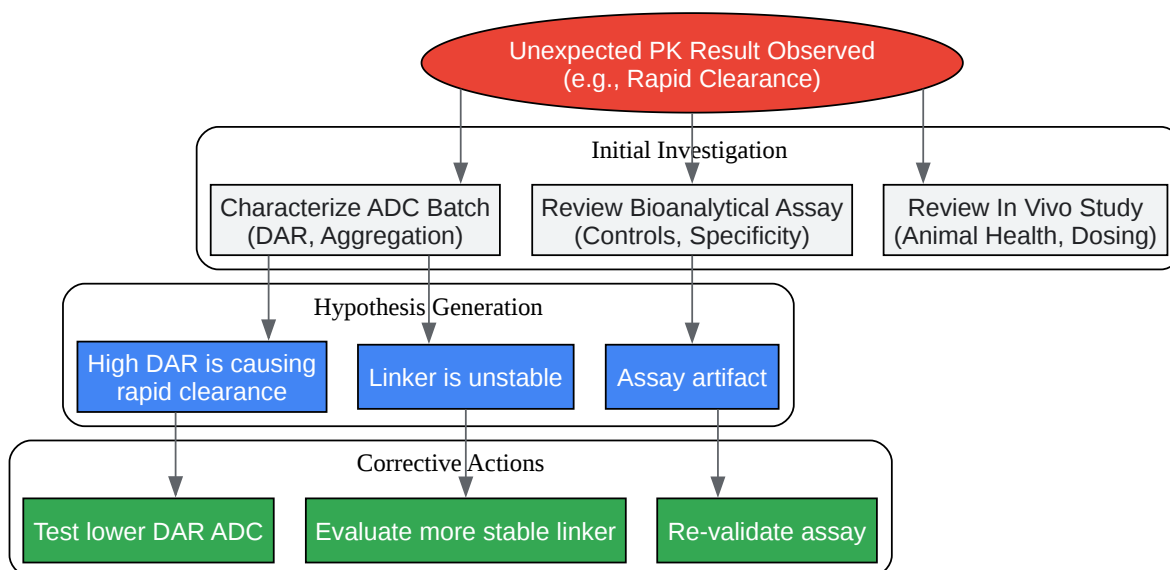 Unexpected PK Result Observed
(e.g., Rapid Clearance)
Initial Investigation
Characterize ADC Batch
(DAR, Aggregation)
Review Bioanalytical Assay
(Controls, Specificity)
Review In Vivo Study
(Animal Health, Dosing)
Hypothesis Generation
High DAR is causing
rapid clearance
Linker is unstable
Assay artifact
Corrective Actions
Test lower DAR ADC
Evaluate more stable linker
Re-validate assay